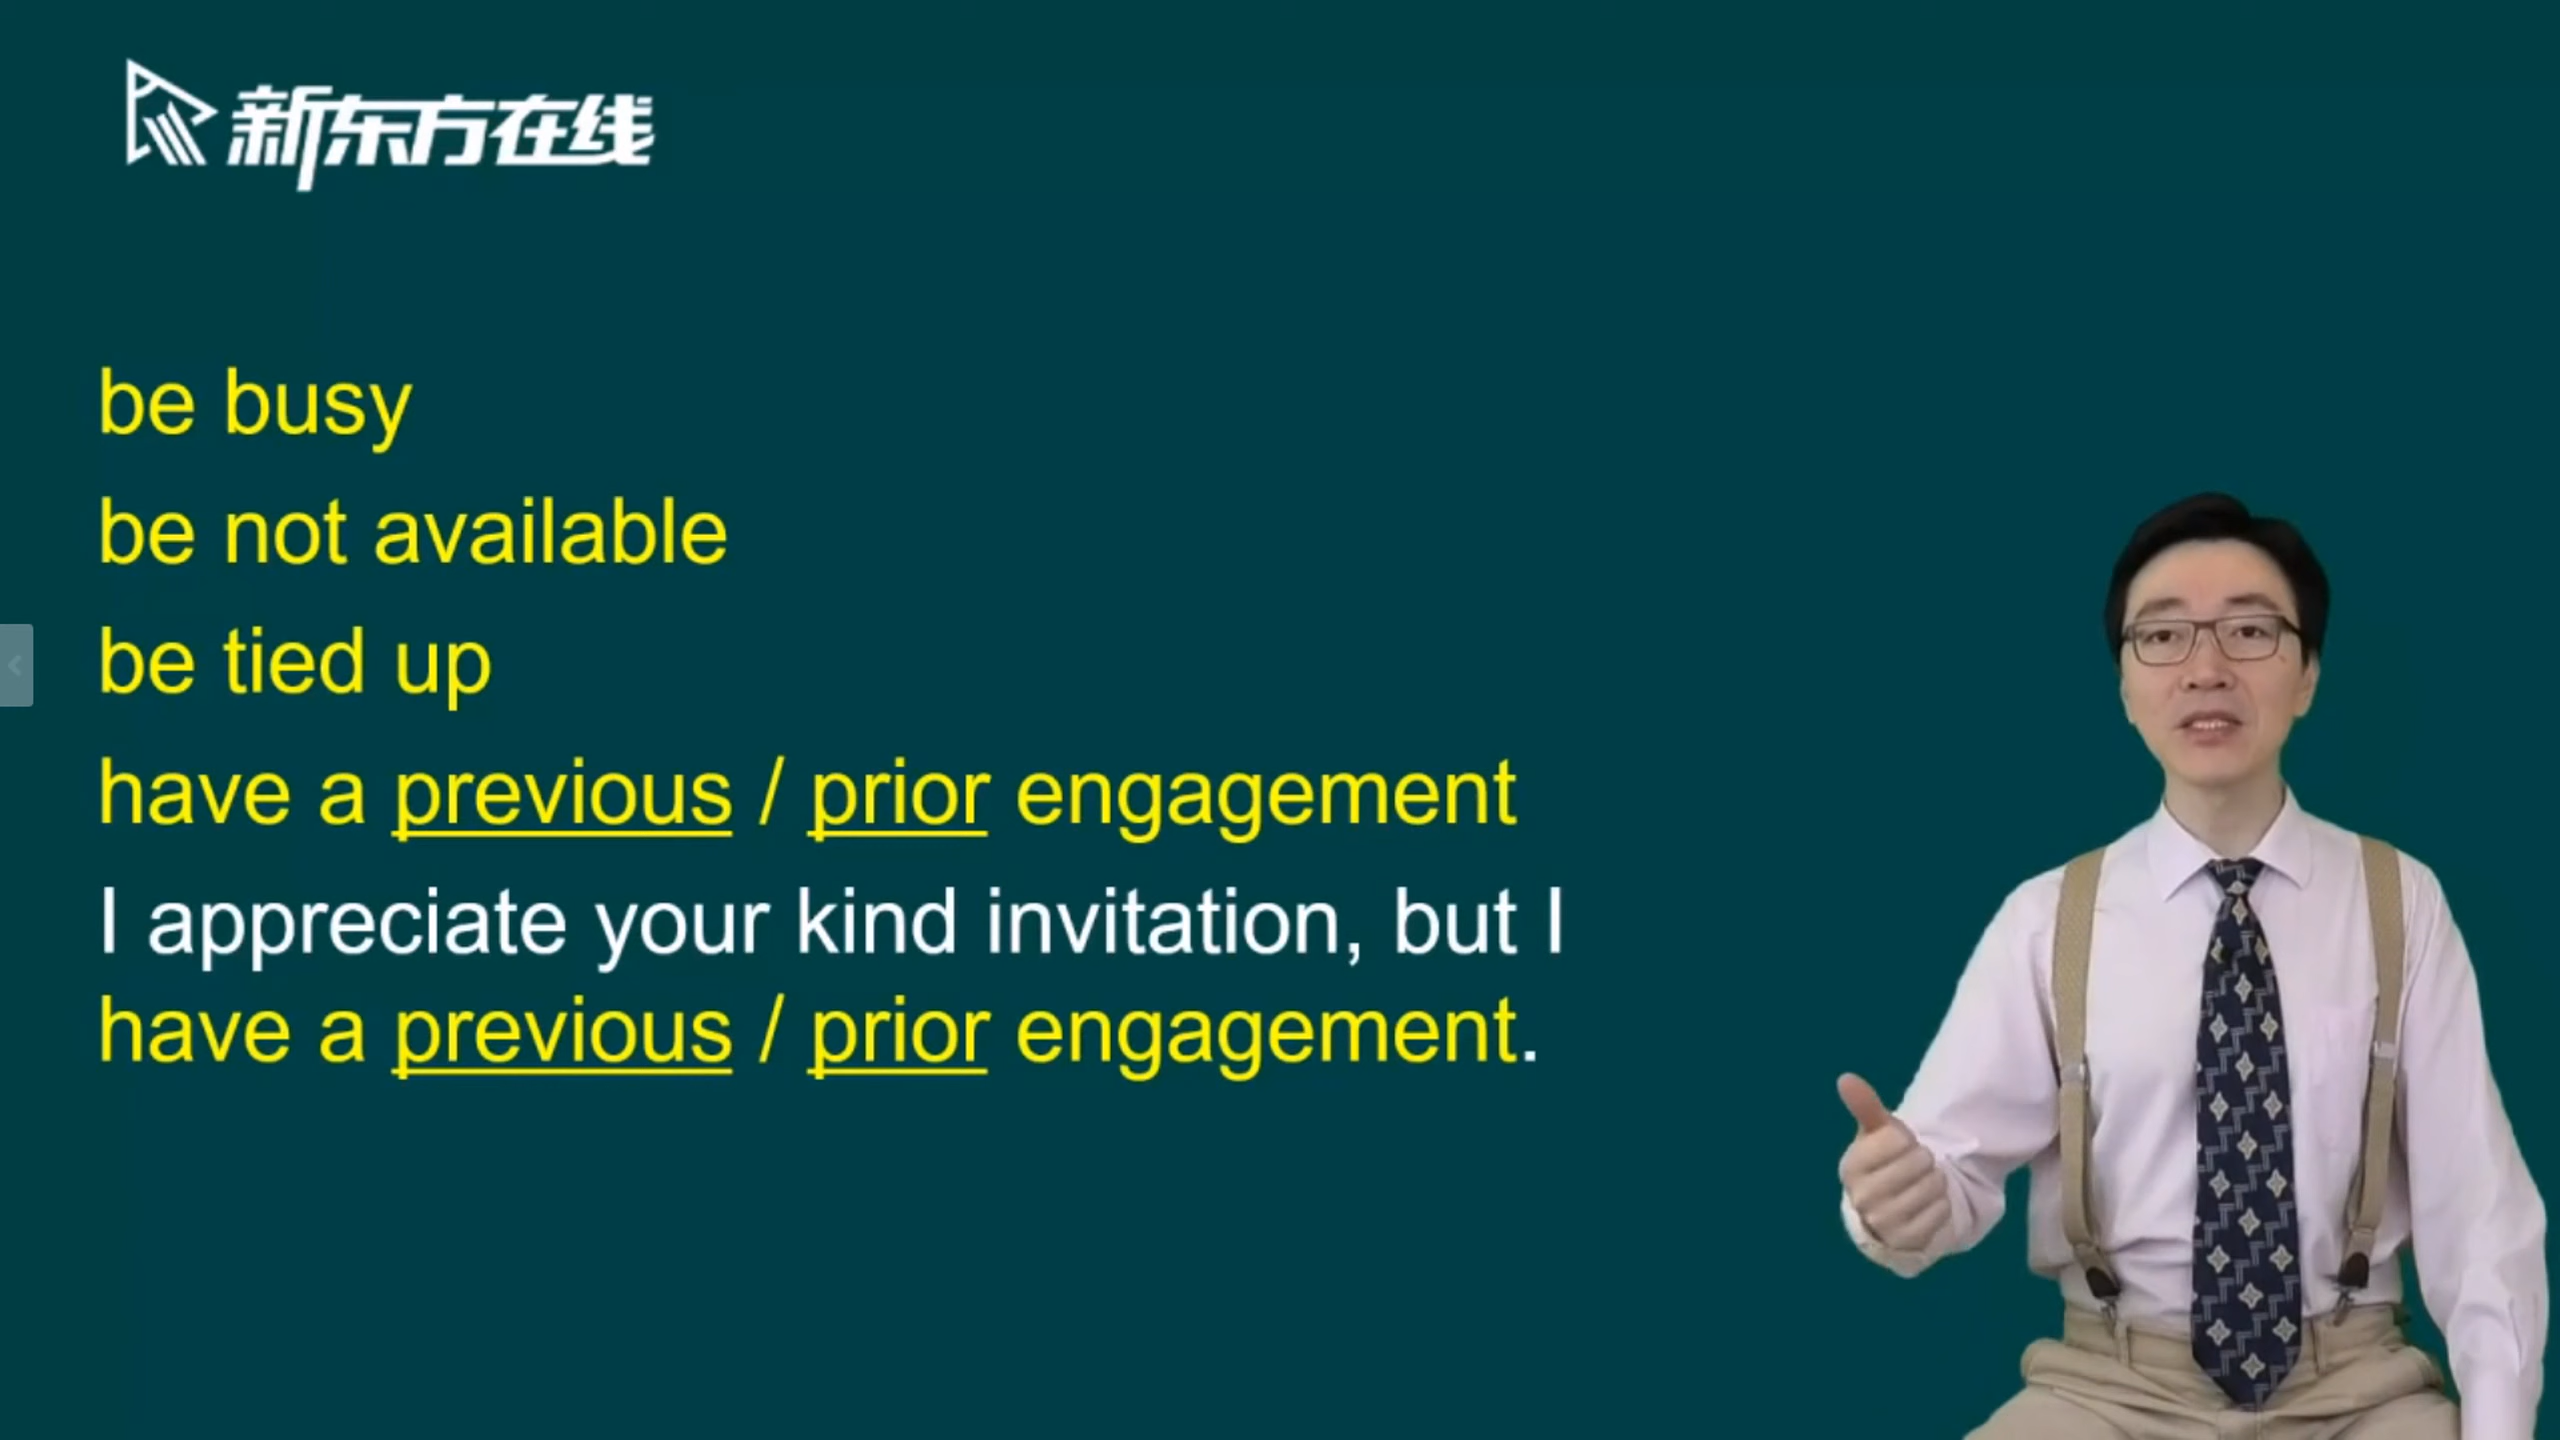 新东方在线
be busy
be not available
be tied up
have a previous / prior engagement
I appreciate your kind invitation, but I
have a previous / prior engagement.